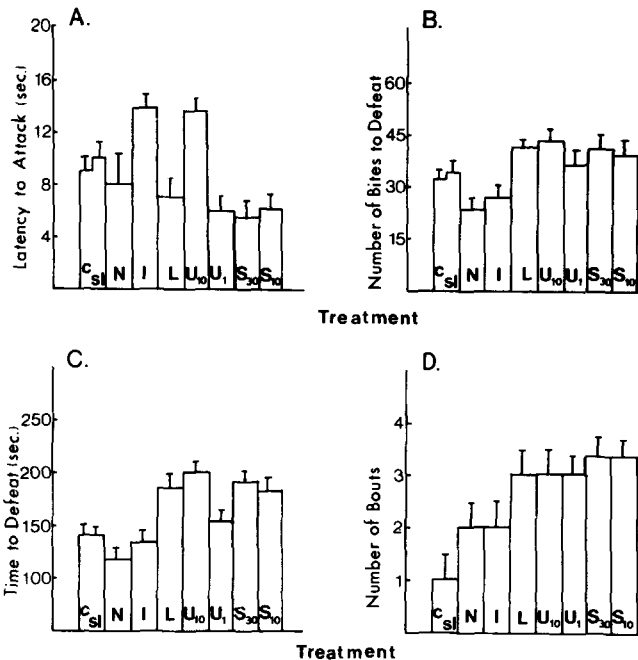 A.
20
16
12
8
4
Latency to Attack (sec.)
C SI N I L U10 U1 S30 S10
B.
60
45
30
15
Number of Bites to Defeat
C SI N I L U10 U1 S30 S10
Treatment
C.
250
200
150
100
Time to Defeat (sec.)
C SI N I L U10 U1 S30 S10
D.
4
3
2
1
Number of Bouts
C SI N I L U10 U1 S30 S10
Treatment